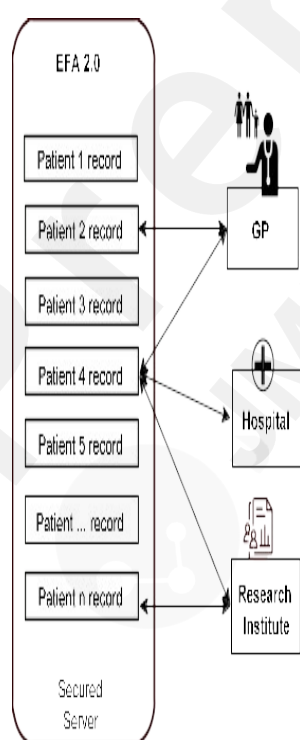 EFA 2.0
Patient 1 record
Patient 2 record
GP
Patient 3 record
Patient 4 record
Hospital
Patient 5 record
Patient ... record
Patient n record
Research
Institute
Secured
Server